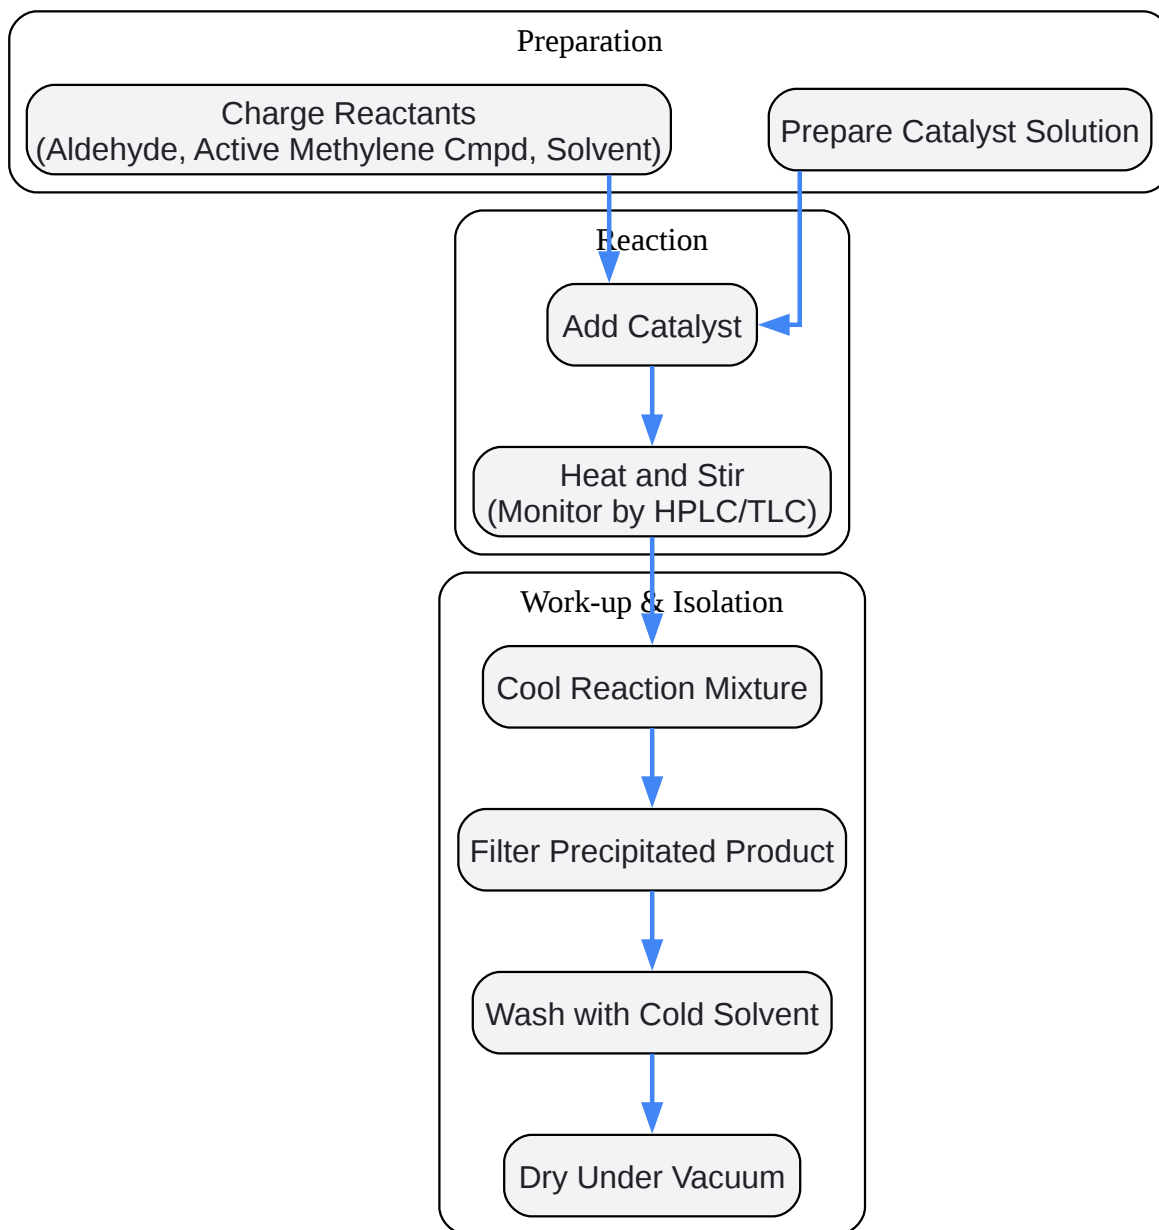 Preparation
Charge Reactants
(Aldehyde, Active Methylene Cmpd, Solvent)
Prepare Catalyst Solution
Reaction
Add Catalyst
Heat and Stir
(Monitor by HPLC/TLC)
Work-up & Isolation
Cool Reaction Mixture
Filter Precipitated Product
Wash with Cold Solvent
Dry Under Vacuum